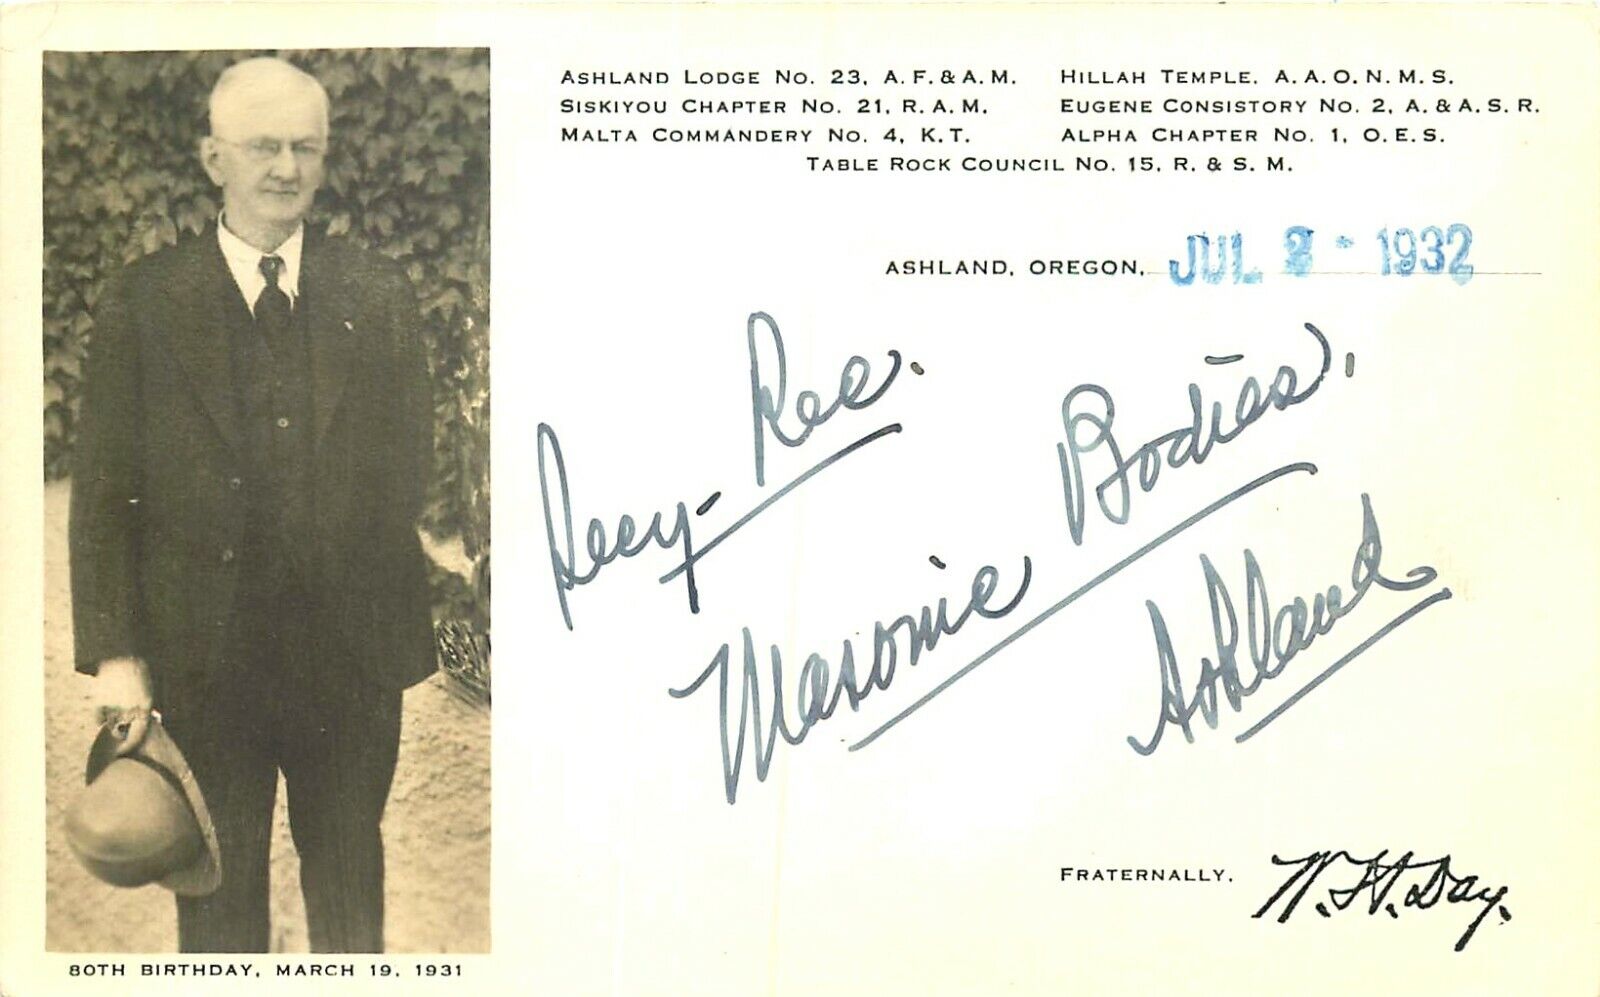 ASHLAND LODGE NO. 23, A. F. & A. M.
SISKIYOU CHAPTER NO. 21, R. A. M.
MALTA COMMANDERY NO. 4, K. T.
HILLAH TEMPLE, A. A. O. N. M. S.
EUGENE CONSISTORY NO. 2, A. & A. S. R.
ALPHA CHAPTER NO. 1, O. E. S.
TABLE ROCK COUNCIL NO. 15, R. & S. M.
ASHLAND, OREGON, JUL - 1932
Secy - Rec.
Masonic Bodies.
Ashland
FRATERNALLY, W. H. Day.
80TH BIRTHDAY, MARCH 19, 1931